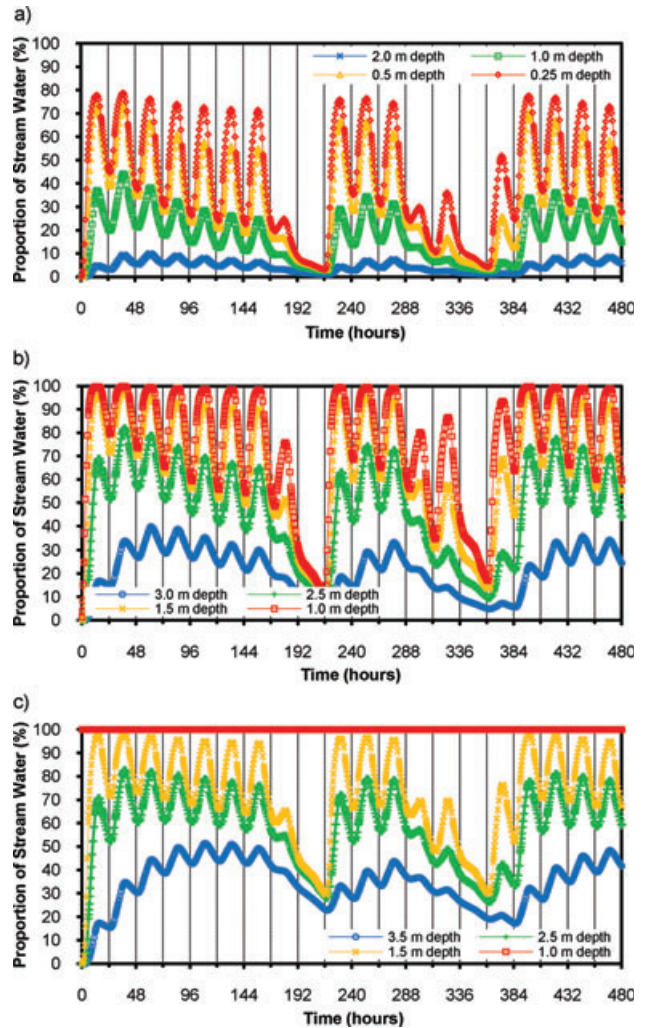 a)
Proportion of Stream Water (%)
100
90
80
70
60
50
40
30
20
10
0
2.0 m depth 1.0 m depth
0.5 m depth 0.25 m depth
0 48 96 144 192 240 288 336 384 432 480
Time (hours)
b)
Proportion of Stream Water (%)
100
90
80
70
60
50
40
30
20
10
0
3.0 m depth 2.5 m depth
1.5 m depth 1.0 m depth
0 48 96 144 192 240 288 336 384 432 480
Time (hours)
c)
Proportion of Stream Water (%)
100
90
80
70
60
50
40
30
20
10
0
3.5 m depth 2.5 m depth
1.5 m depth 1.0 m depth
0 48 96 144 192 240 288 336 384 432 480
Time (hours)